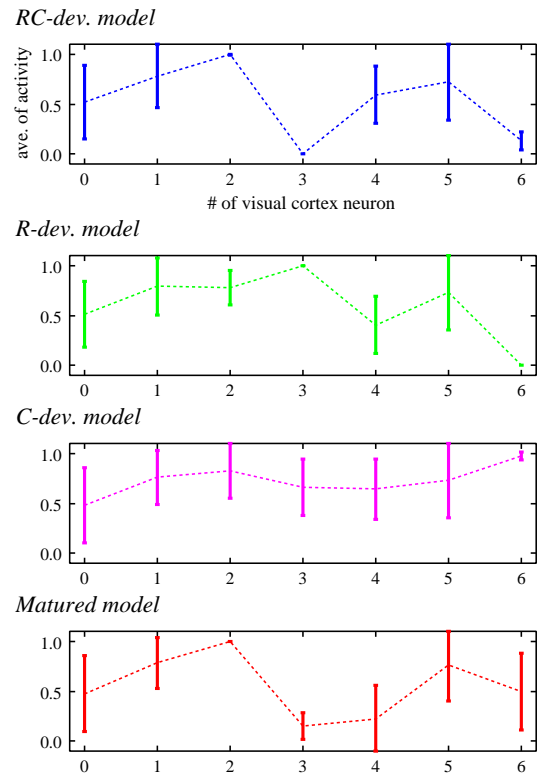 RC-dev. model
ave. of activity
1.0
0.5
0.0
0 1 2 3 4 5 6
# of visual cortex neuron
R-dev. model
1.0
0.5
0.0
0 1 2 3 4 5 6
C-dev. model
1.0
0.5
0.0
0 1 2 3 4 5 6
Matured model
1.0
0.5
0.0
0 1 2 3 4 5 6